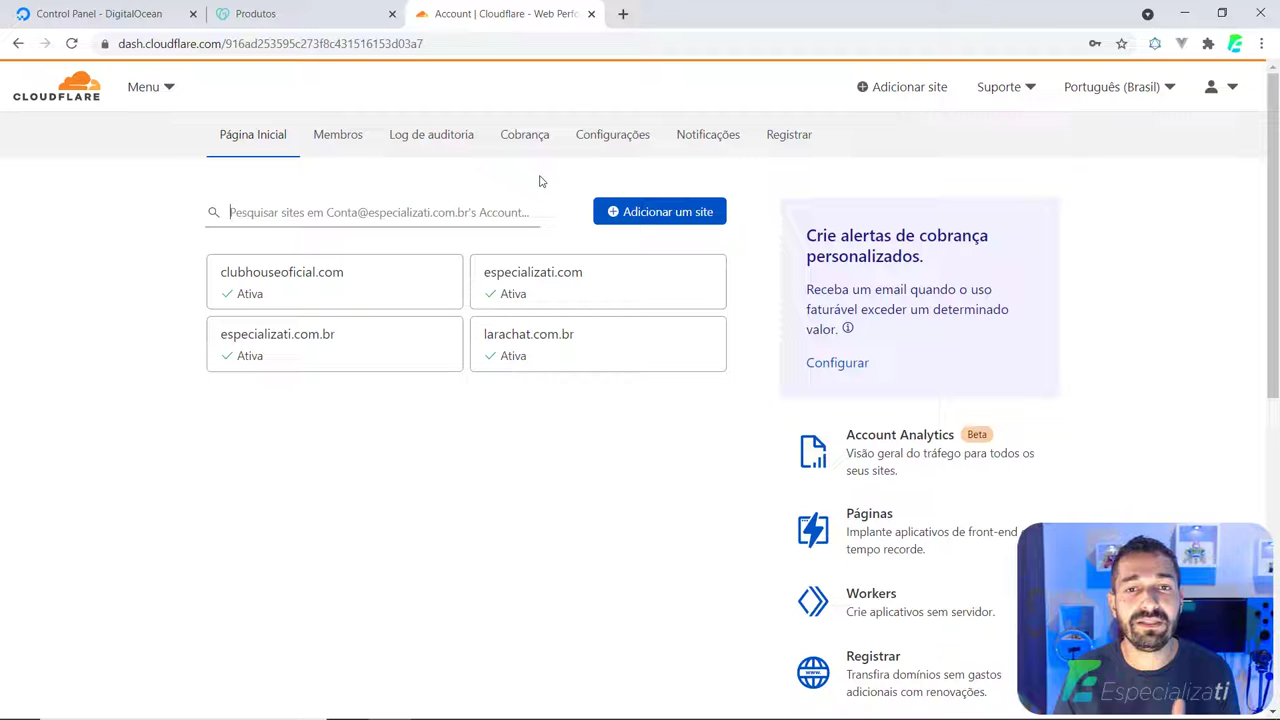 Control Panel - DigitalOcean
Produtos
Account | Cloudflare - Web Perfo
dash.cloudflare.com/916ad253595c273f8c431516153d03a7
CLOUDFLARE
Menu
Adicionar site
Suporte
Português (Brasil)
Página Inicial
Membros
Log de auditoria
Cobrança
Configurações
Notificações
Registrar
Pesquisar sites em Conta@especializati.com.br's Account...
Adicionar um site
clubhouseoficial.com
Ativa
especializati.com
Ativa
especializati.com.br
Ativa
larachat.com.br
Ativa
Crie alertas de cobrança
personalizados.
Receba um email quando o uso
faturável exceder um determinado
valor.
Configurar
Account Analytics
Beta
Visão geral do tráfego para todos os
seus sites.
Páginas
Implante aplicativos de front-end
tempo recorde.
Workers
Crie aplicativos sem servidor.
Registrar
Transfira domínios sem gastos
adicionais com renovações.
Especializati